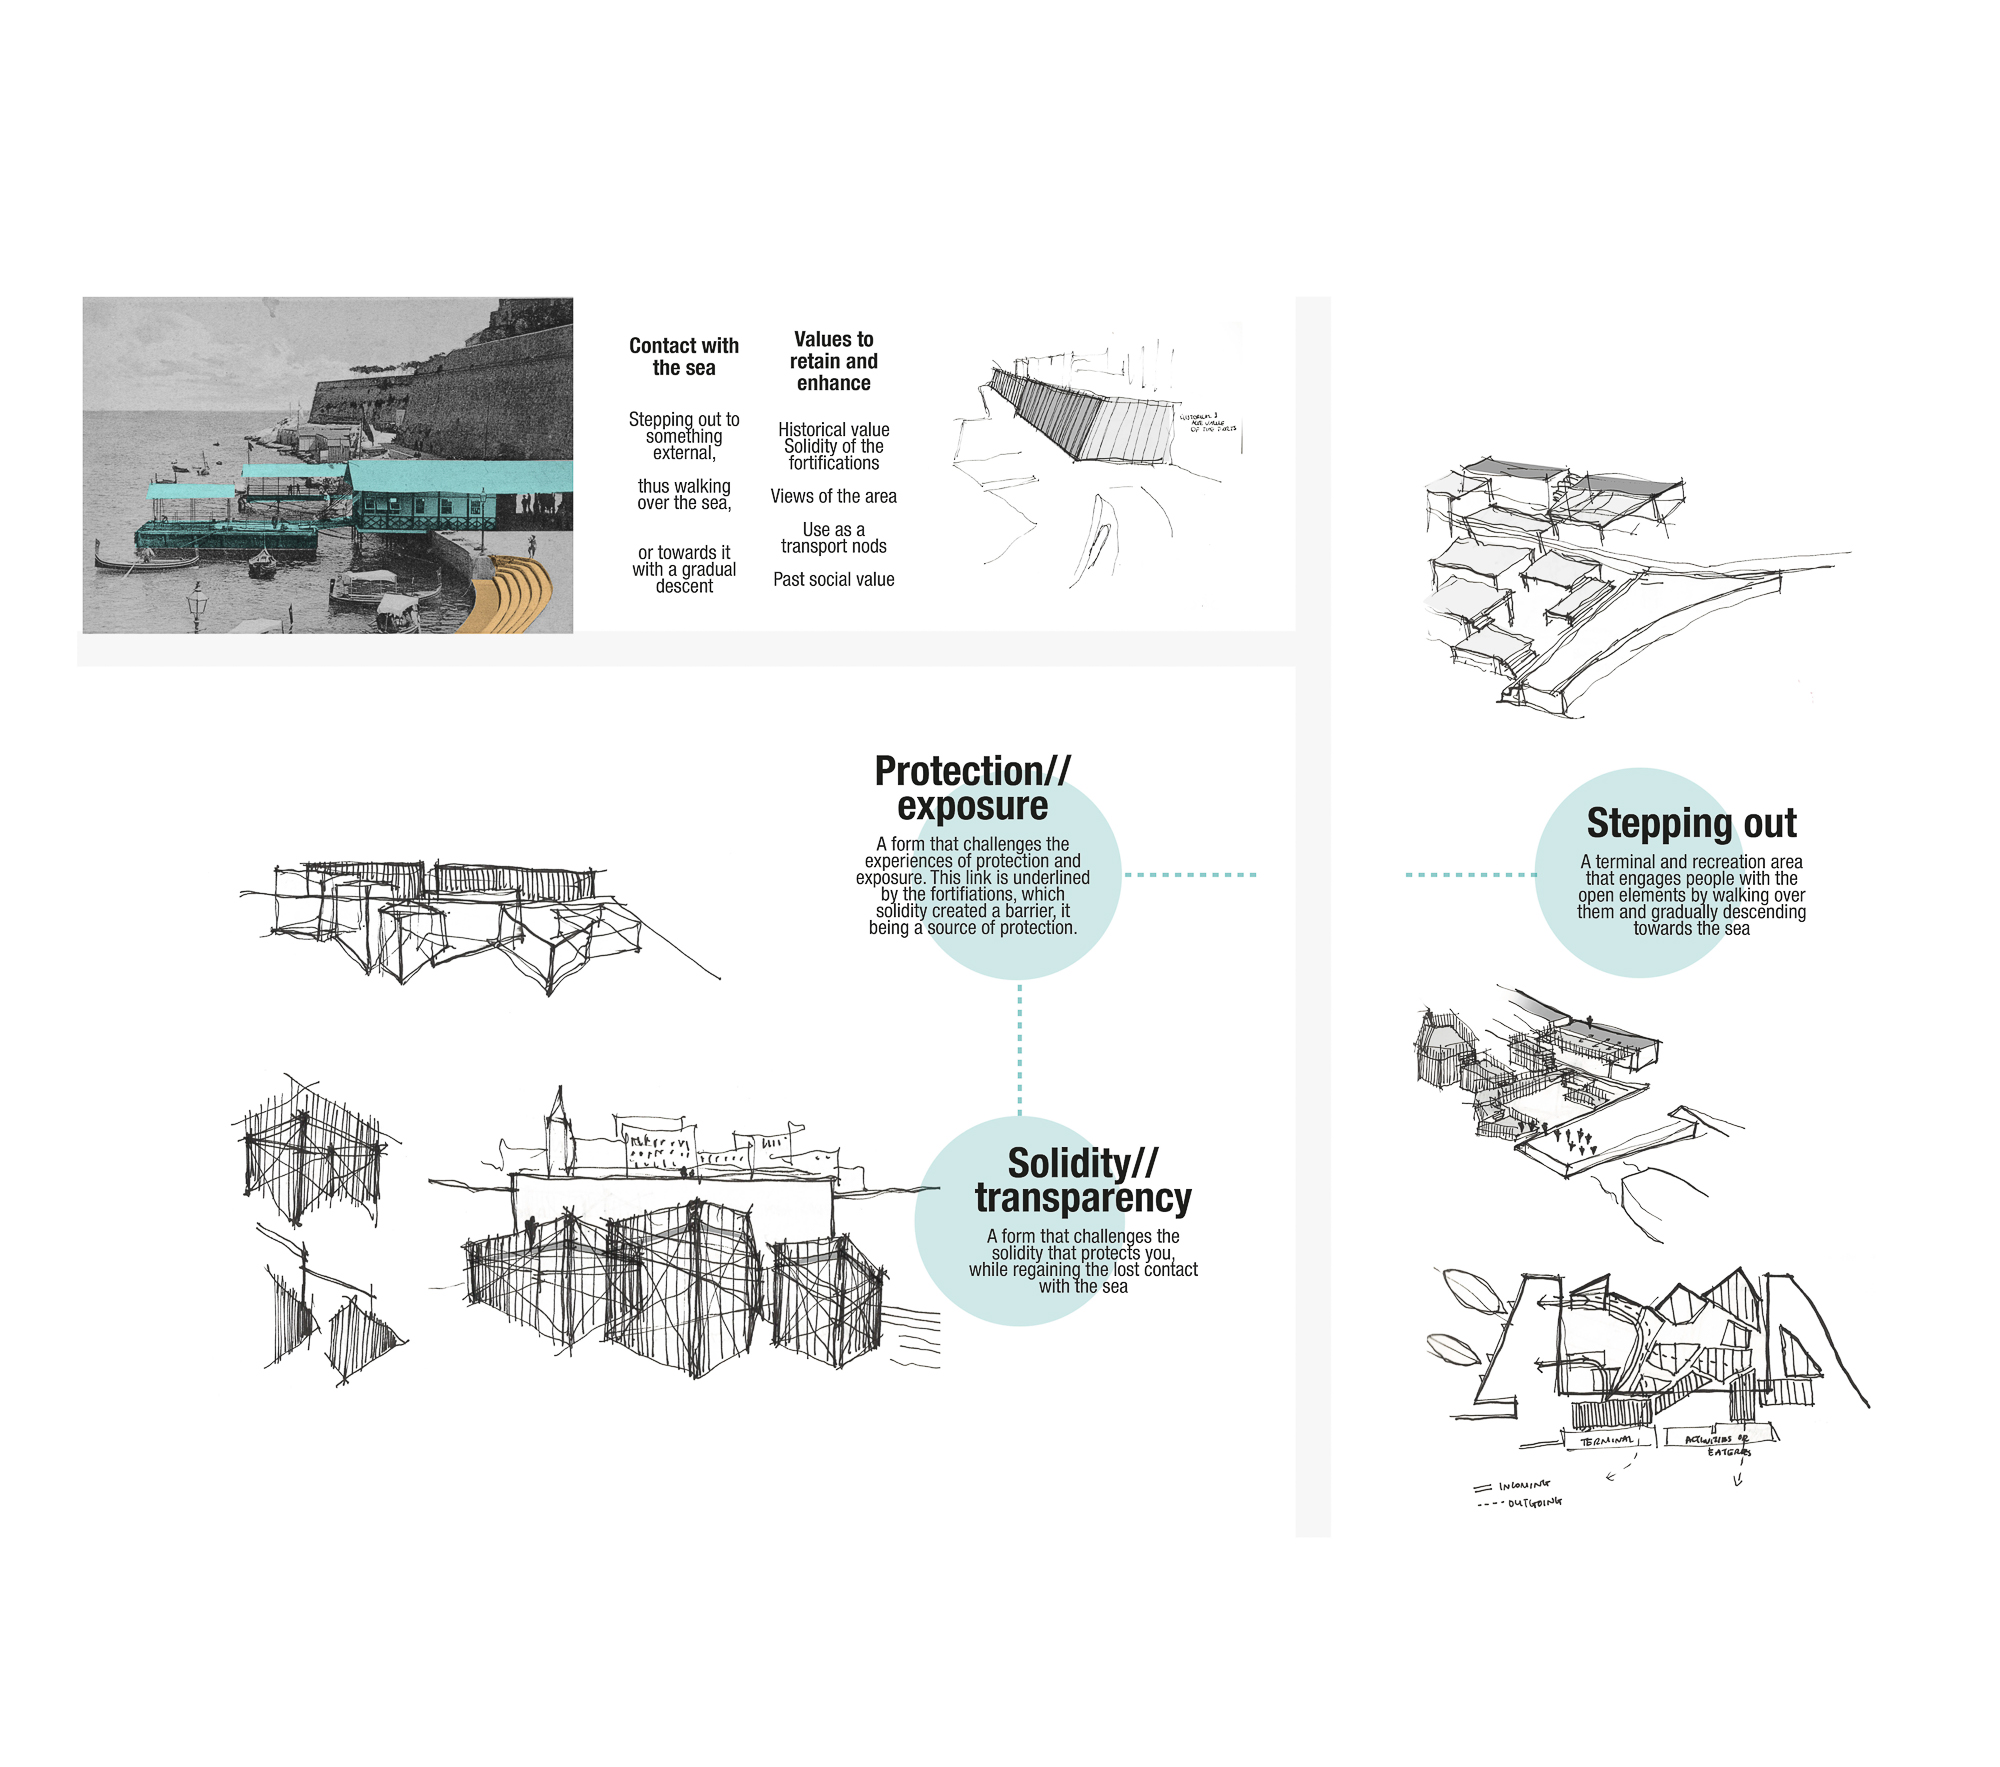 Contact with
the sea
Stepping out to
something
external,
thus walking
over the sea,
or towards it
with a gradual
descent
Values to
retain and
enhance
Historical value
Solidity of the
fortifications
Views of the area
Use as a
transport nods
Past social value
HISTORICAL &
AGE VALUE
OF THE FORTS
Protection//
exposure
A form that challenges the
experiences of protection and
exposure. This link is underlined
by the fortifiations, which
solidity created a barrier, it
being a source of protection.
Solidity//
transparency
A form that challenges the
solidity that protects you,
while regaining the lost contact
with the sea
Stepping out
A terminal and recreation area
that engages people with the
open elements by walking over
them and gradually descending
towards the sea
TERMINAL
ACTIVITIES OR
EATERIES
INCOMING
OUTGOING